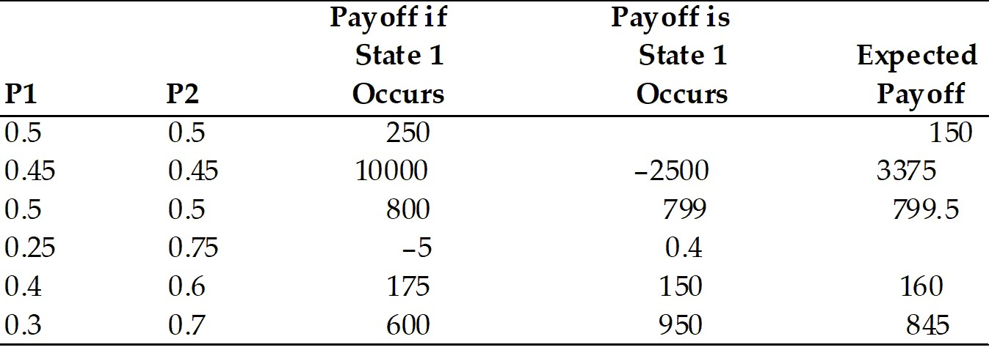 Payoff if Payoff is
State 1 State 1 Expected
P1 P2 Occurs Occurs Payoff
0.5 0.5 250 150
0.45 0.45 10000 –2500 3375
0.5 0.5 800 799 799.5
0.25 0.75 –5 0.4
0.4 0.6 175 150 160
0.3 0.7 600 950 845